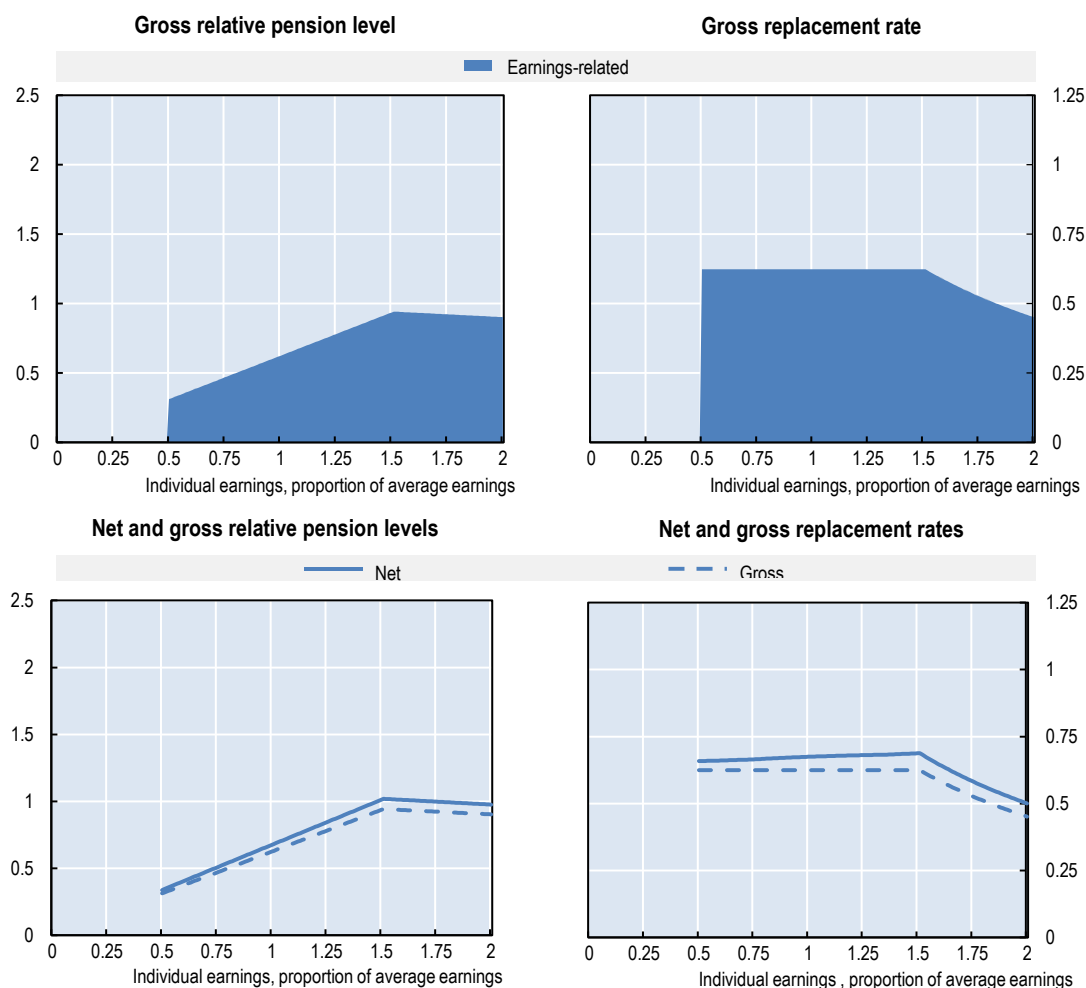 Gross relative pension level
Gross replacement rate
Earnings-related
2.5
2
1.5
1
0.5
0
0 0.25 0.5 0.75 1 1.25 1.5 1.75 2
Individual earnings, proportion of average earnings
1.25
1
0.75
0.5
0.25
0
0 0.25 0.5 0.75 1 1.25 1.5 1.75 2
Individual earnings, proportion of average earnings
Net and gross relative pension levels
Net and gross replacement rates
Net
Gross
2.5
2
1.5
1
0.5
0
0 0.25 0.5 0.75 1 1.25 1.5 1.75 2
Individual earnings, proportion of average earnings
1.25
1
0.75
0.5
0.25
0
0 0.25 0.5 0.75 1 1.25 1.5 1.75 2
Individual earnings , proportion of average earnings